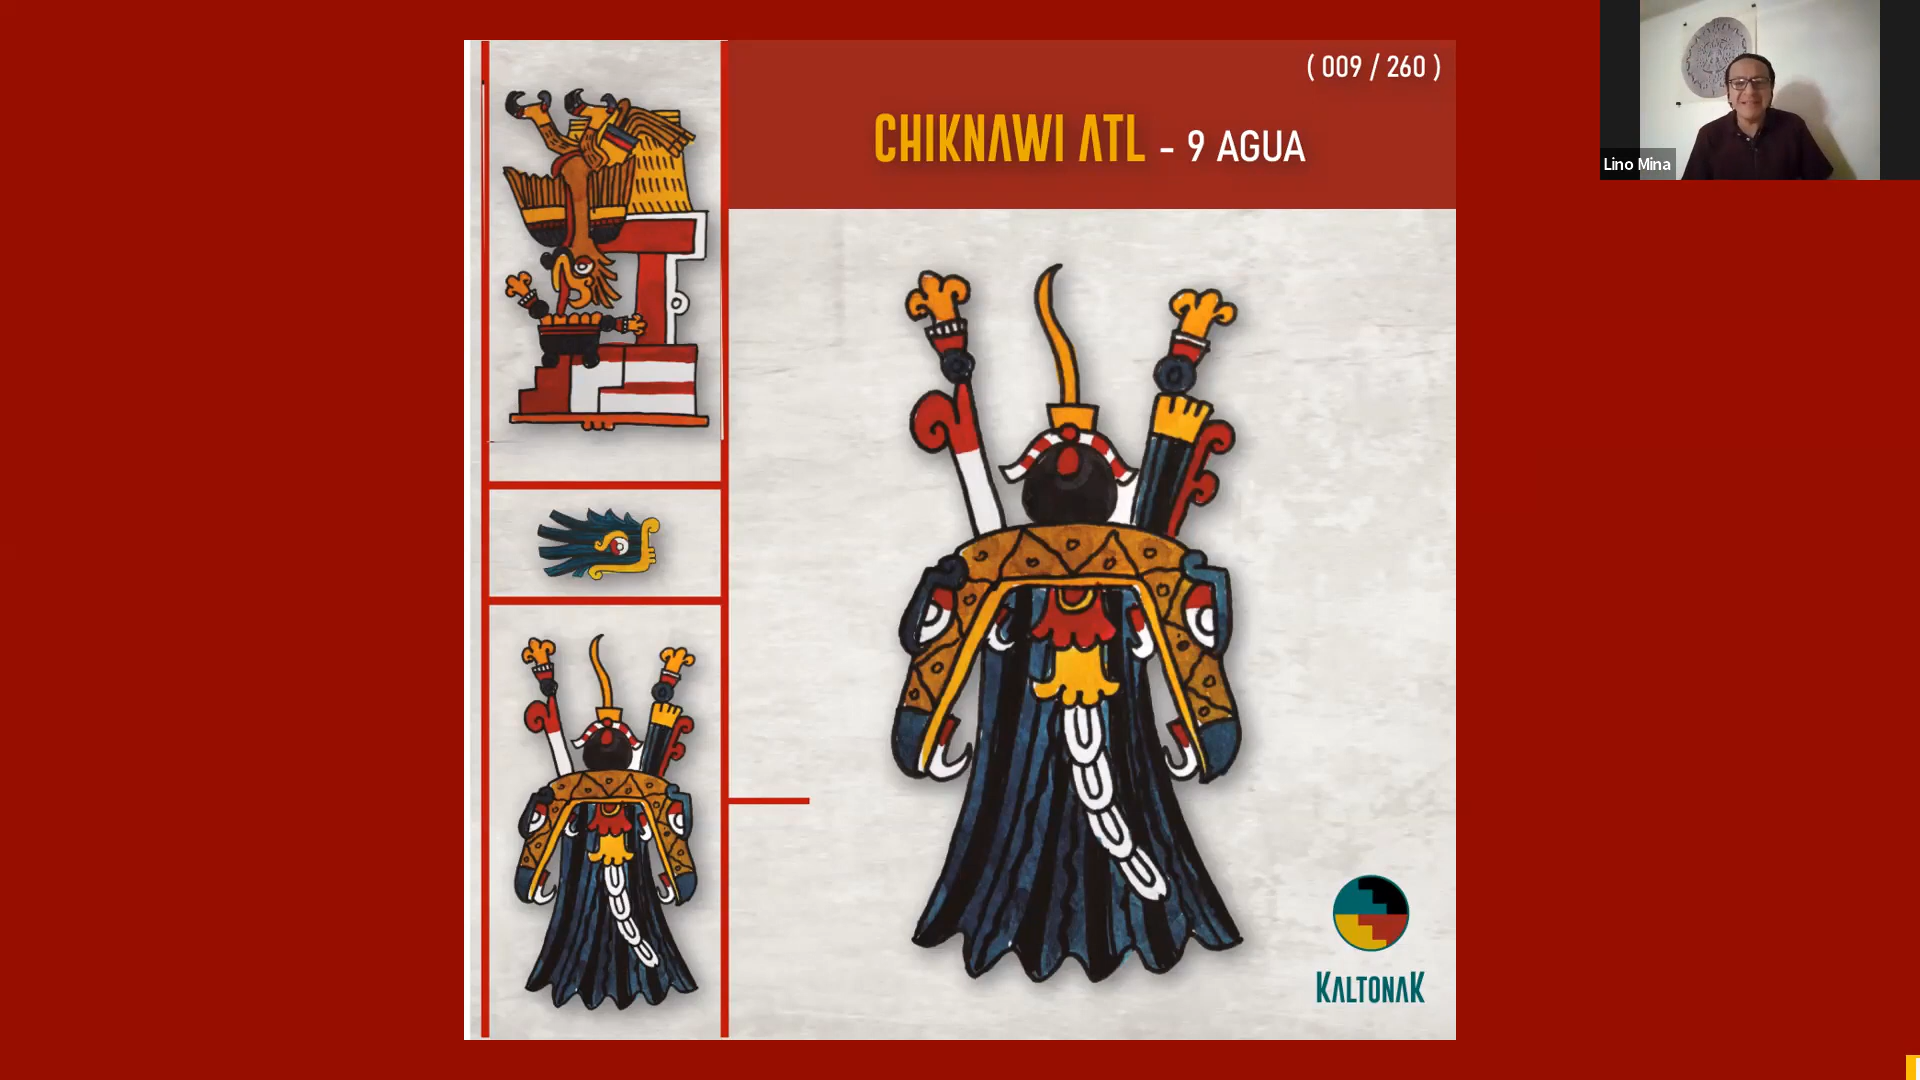 ( 009 / 260 )
CHIKNAWI ATL - 9 AGUA
Lino Mina
KALTONAK